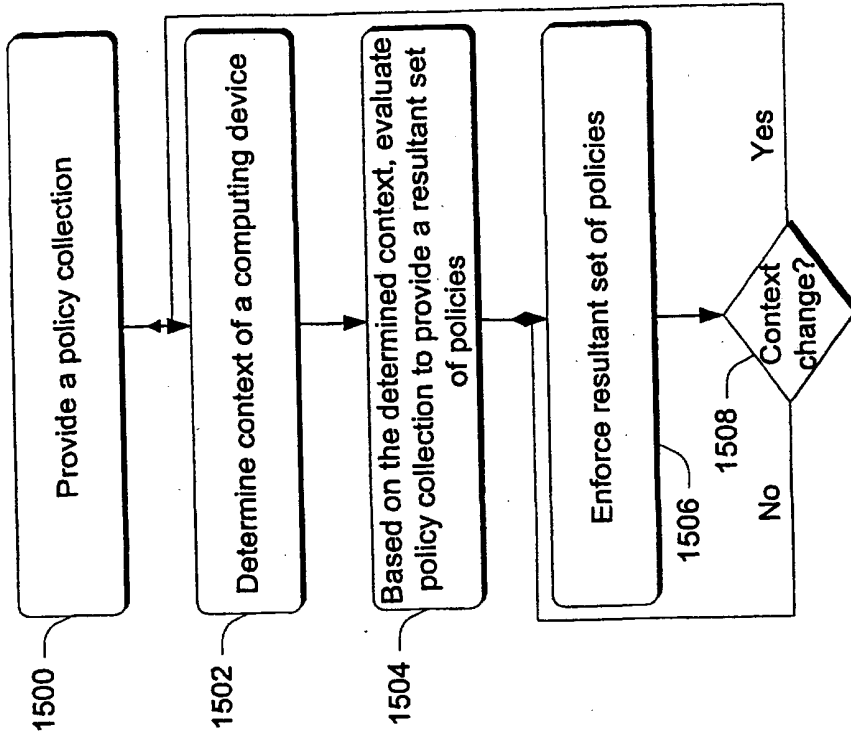 1500
Provide a policy collection
1502
Determine context of a computing device
1504
Based on the determined context, evaluate
policy collection to provide a resultant set
of policies
Enforce resultant set of policies
1506
1508
Context
change?
No
Yes